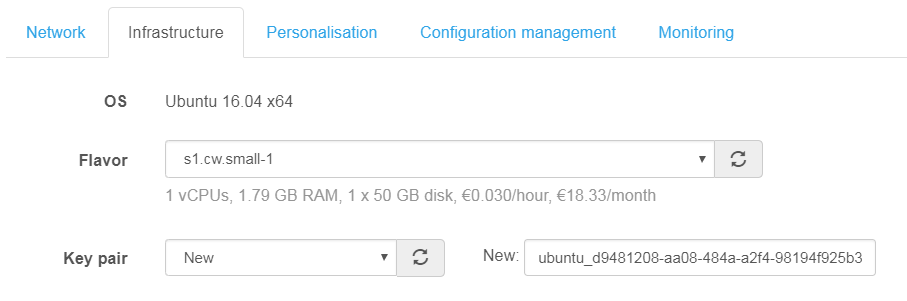 Network Infrastructure Personalisation Configuration management Monitoring
OS Ubuntu 16.04 x64
Flavor s1.cw.small-1
1 vCPUs, 1.79 GB RAM, 1 x 50 GB disk, €0.030/hour, €18.33/month
Key pair New New: ubuntu_d9481208-aa08-484a-a2f4-98194f925b3